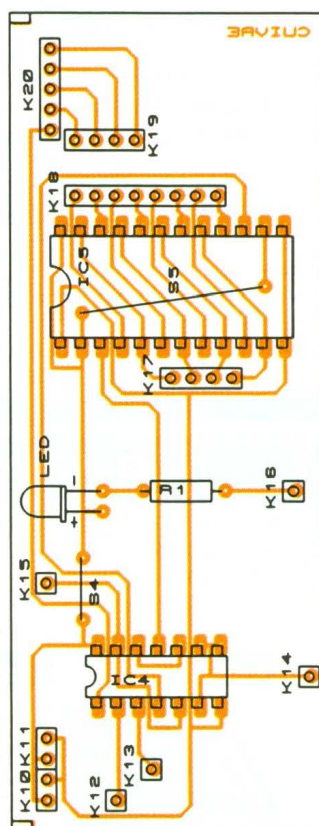 CUIVRE
K20
K19
K18
IC5
S5
K17
LED
-
+
R1
K16
K15
S4
IC4
K14
K11
K10
K13
K12